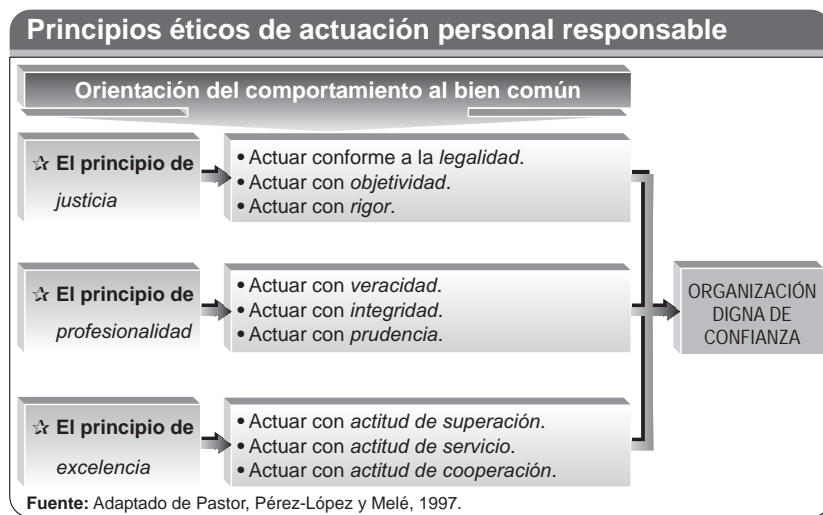 Principios éticos de actuación personal responsable
Orientación del comportamiento al bien común
✰ El principio de
justicia
• Actuar conforme a la legalidad.
• Actuar con objetividad.
• Actuar con rigor.
✰ El principio de
profesionalidad
• Actuar con veracidad.
• Actuar con integridad.
• Actuar con prudencia.
✰ El principio de
excelencia
• Actuar con actitud de superación.
• Actuar con actitud de servicio.
• Actuar con actitud de cooperación.
ORGANIZACIÓN
DIGNA DE
CONFIANZA
Fuente: Adaptado de Pastor, Pérez-López y Melé, 1997.